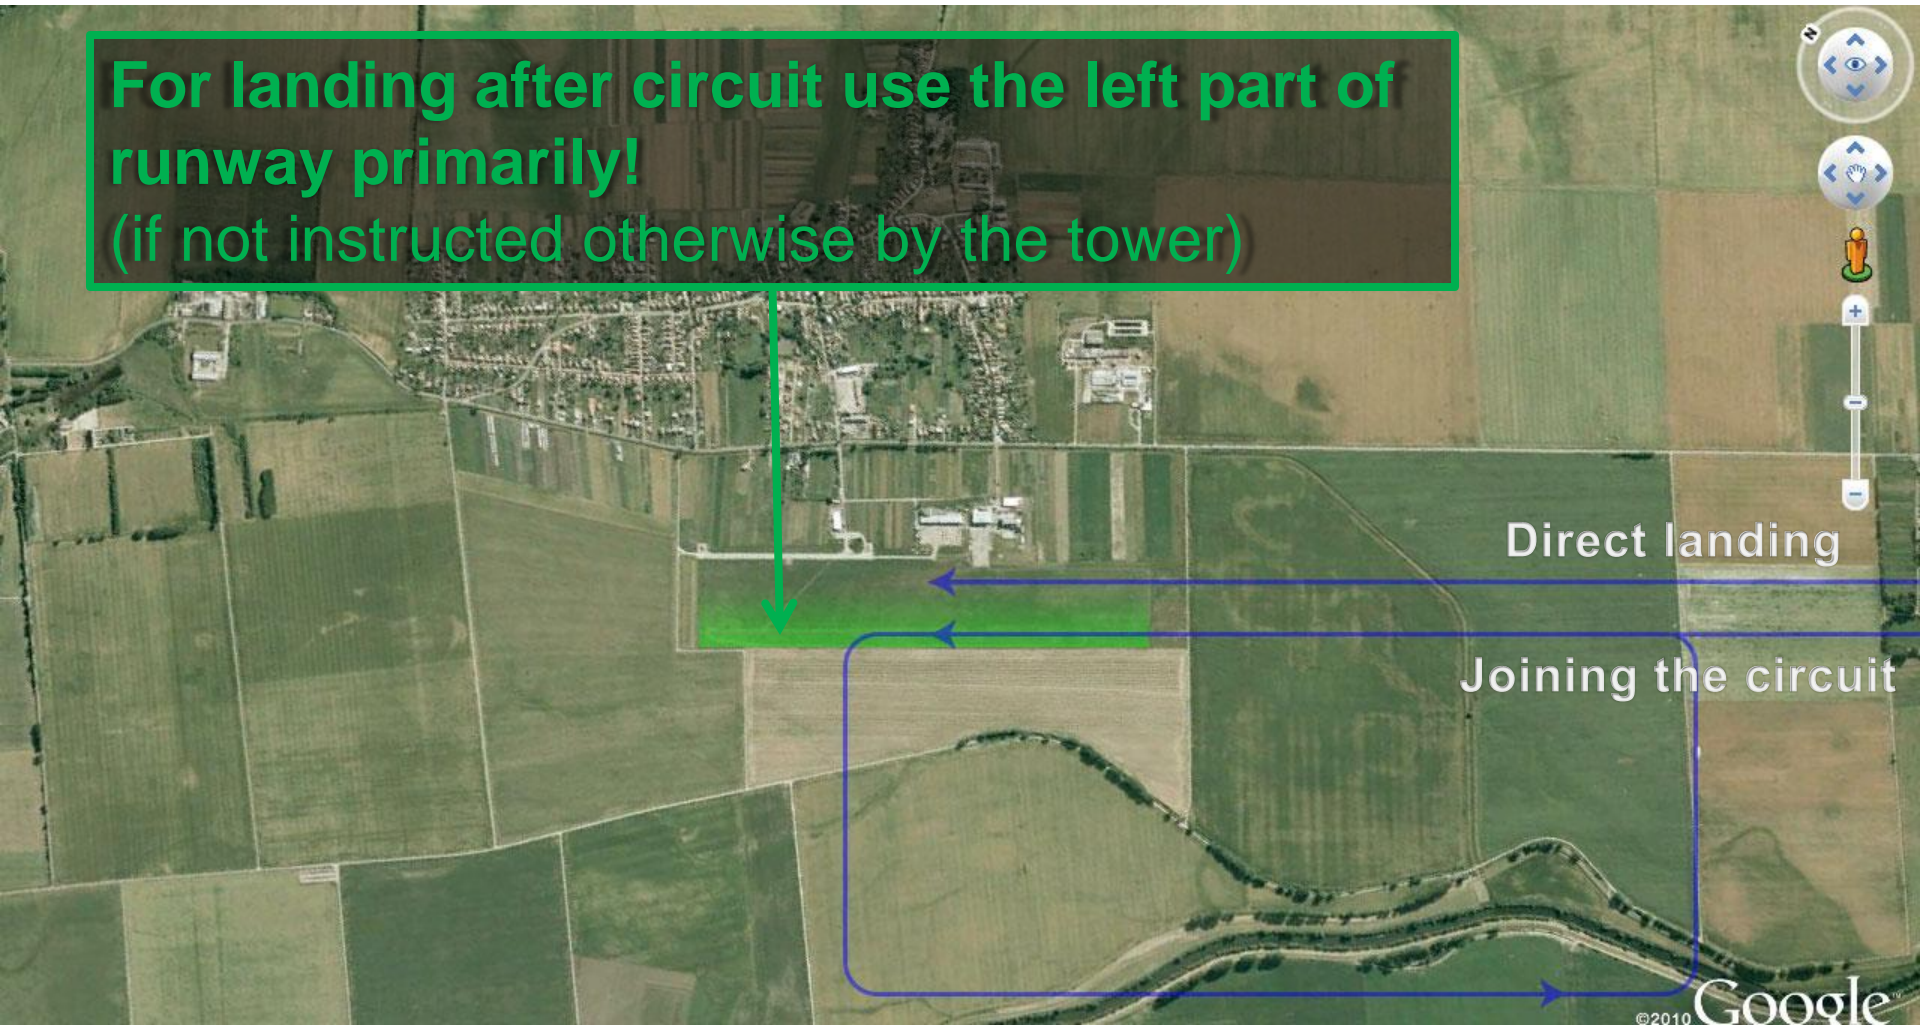 For landing after circuit use the left part of
runway primarily!
(if not instructed otherwise by the tower)
N
Direct landing
Joining the circuit
©2010 Google™